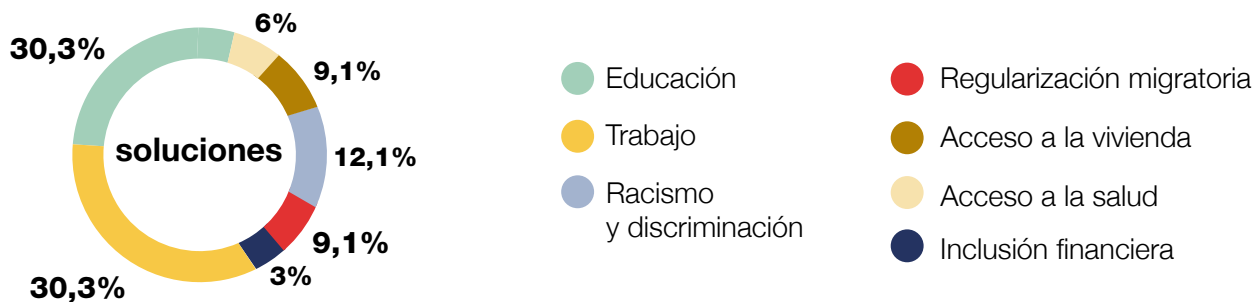 6%
30,3%
9,1%
soluciones
12,1%
9,1%
3%
30,3%
Educación
Trabajo
Racismo
y discriminación
Regularización migratoria
Acceso a la vivienda
Acceso a la salud
Inclusión financiera